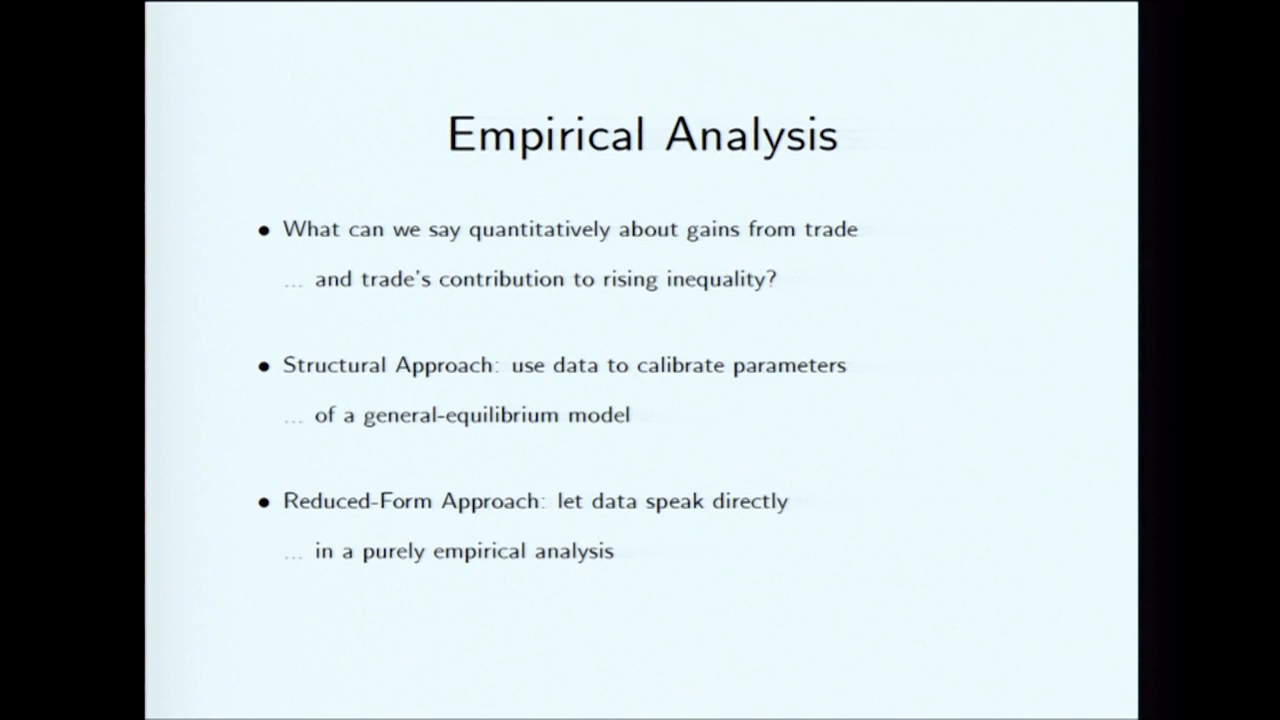 Empirical Analysis
• What can we say quantitatively about gains from trade
... and trade's contribution to rising inequality?
• Structural Approach: use data to calibrate parameters
... of a general-equilibrium model
• Reduced-Form Approach: let data speak directly
... in a purely empirical analysis